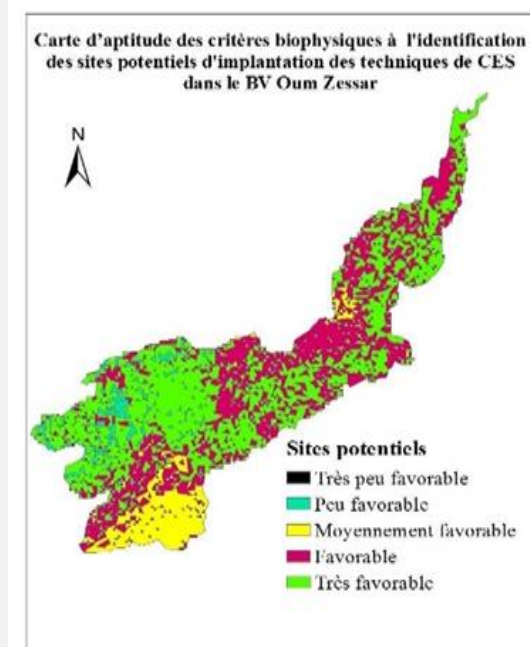 Carte d'aptitude des critères biophysiques à l'identification
des sites potentiels d'implantation des techniques de CES
dans le BV Oum Zessar
N
Sites potentiels
Très peu favorable
Peu favorable
Moyennement favorable
Favorable
Très favorable